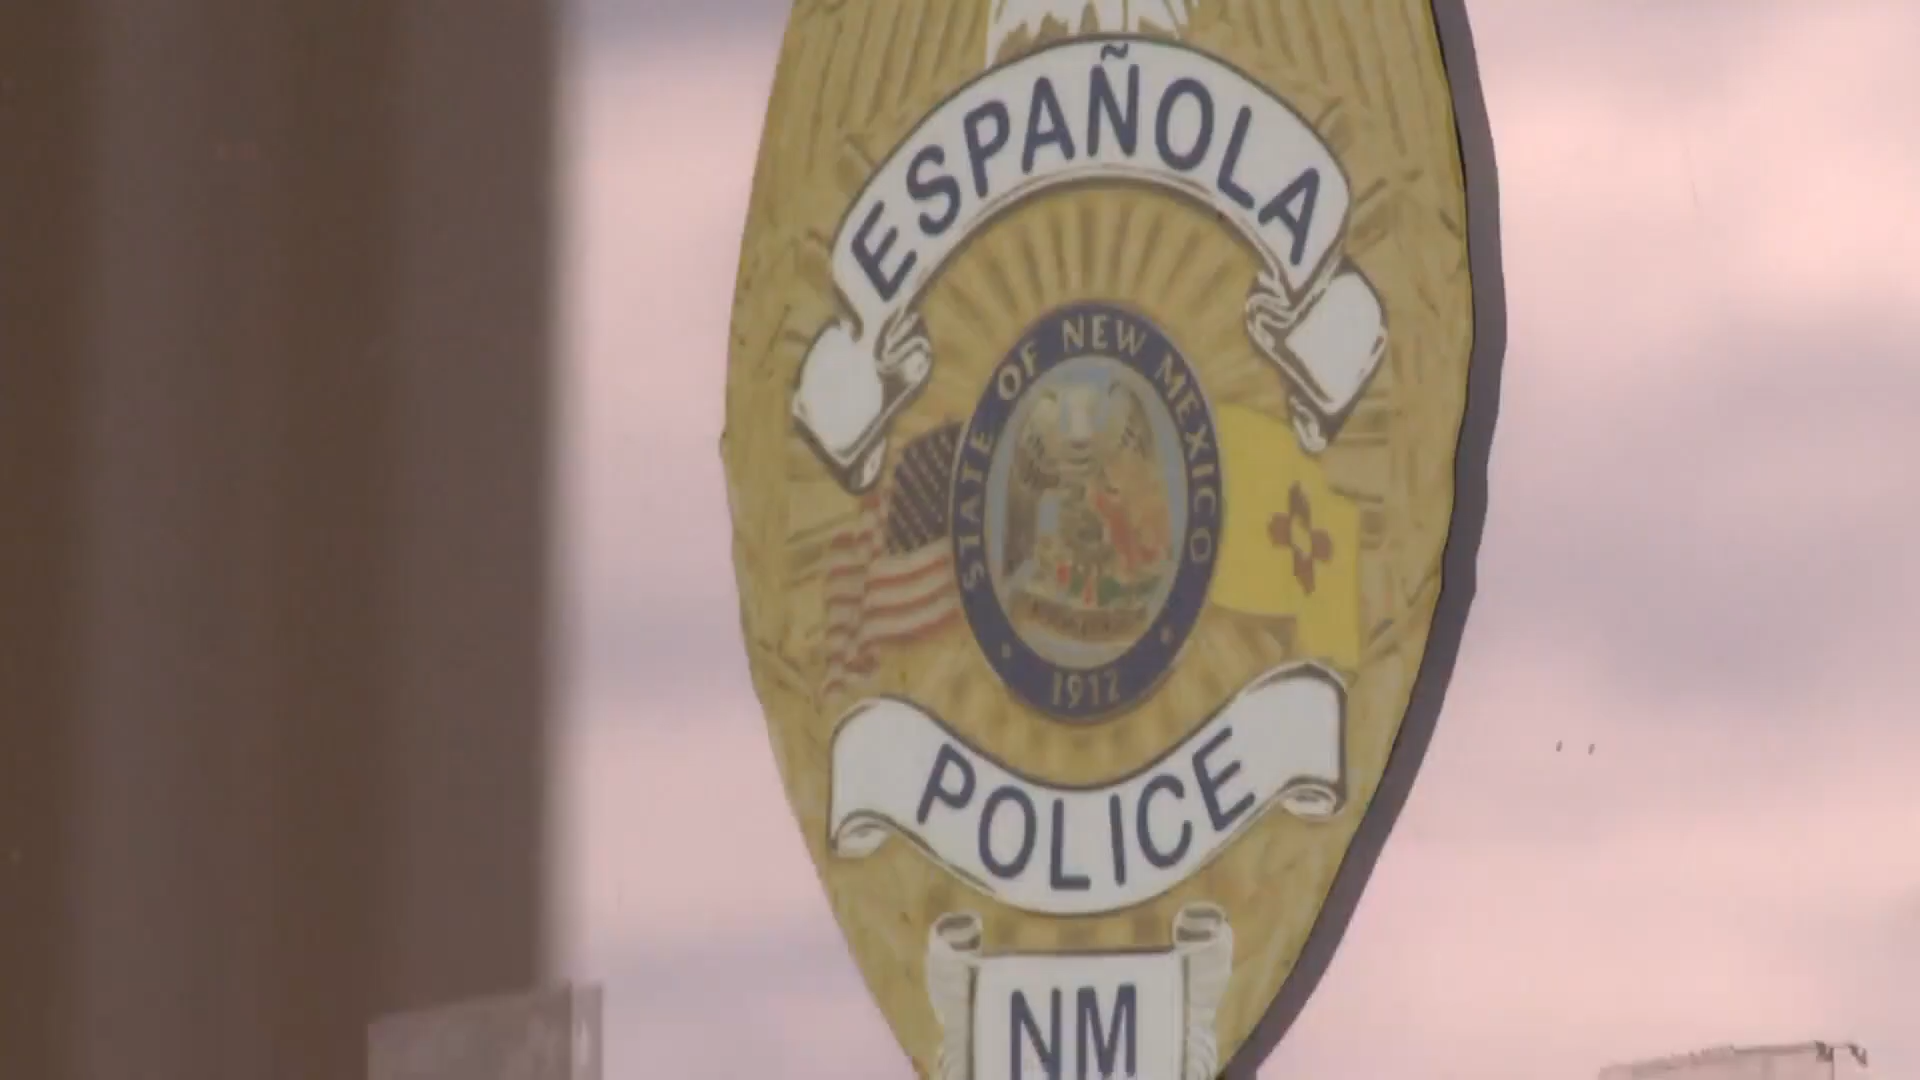 ESPAÑOLA
STATE OF NEW MEXICO
1912
POLICE
NM